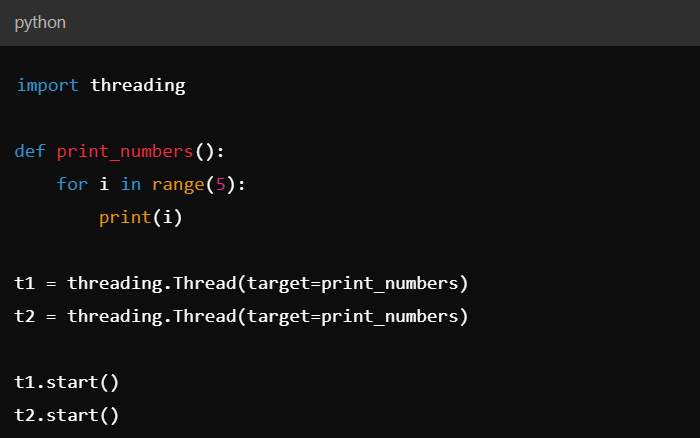 python
import threading
def print_numbers():
    for i in range(5):
        print(i)
t1 = threading.Thread(target=print_numbers)
t2 = threading.Thread(target=print_numbers)
t1.start()
t2.start()